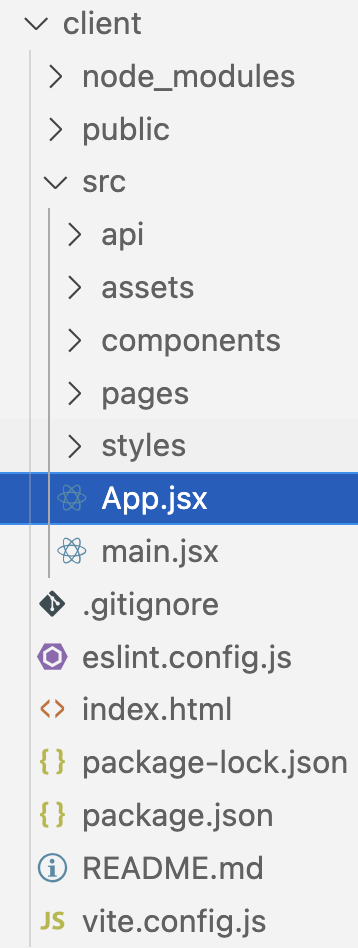 client
node_modules
public
src
api
assets
components
pages
styles
App.jsx
main.jsx
.gitignore
eslint.config.js
index.html
package-lock.json
package.json
README.md
JS vite.config.js